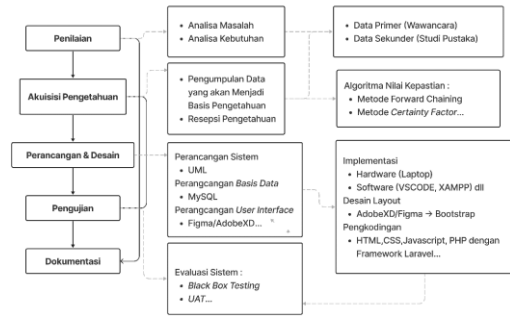 Penilaian
Akuisisi Pengetahuan
Perancangan & Desain
Pengujian
Dokumentasi
• Analisa Masalah
• Analisa Kebutuhan
• Pengumpulan Data
yang akan Menjadi
Basis Pengetahuan
• Resepsi Pengetahuan
Perancangan Sistem
• UML
Perangcangan Basis Data
• MySQL
Perangcangan User Interface
• Figma/AdobeXD...
Evaluasi Sistem :
• Black Box Testing
• UAT...
• Data Primer (Wawancara)
• Data Sekunder (Studi Pustaka)
Algoritma Nilai Kepastian :
• Metode Forward Chaining
• Metode Certainty Factor...
Implementasi
• Hardware (Laptop)
• Software (VSCODE, XAMPP) dll
Desain Layout
• AdobeXD/Figma → Bootstrap
Pengkodingan
• HTML,CSS,Javascript, PHP dengan
Framework Laravel...